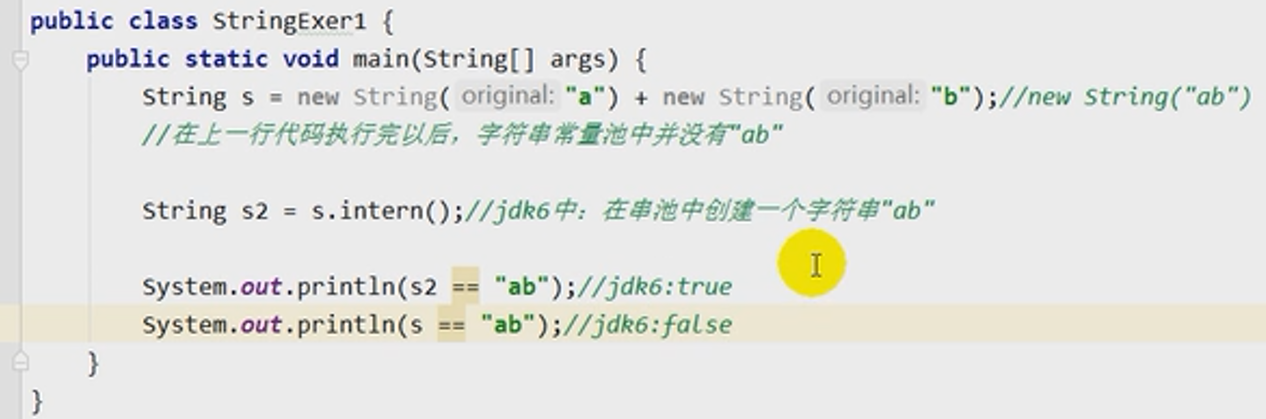 public class StringExer1 {
public static void main(String[] args) {
String s = new String( original: "a") + new String( original: "b");//new String("ab")
//在上一行代码执行完以后，字符串常量池中并没有"ab"
String s2 = s.intern();//jdk6中：在串池中创建一个字符串"ab"
System.out.println(s2 == "ab");//jdk6:true
System.out.println(s == "ab");//jdk6:false
}
}